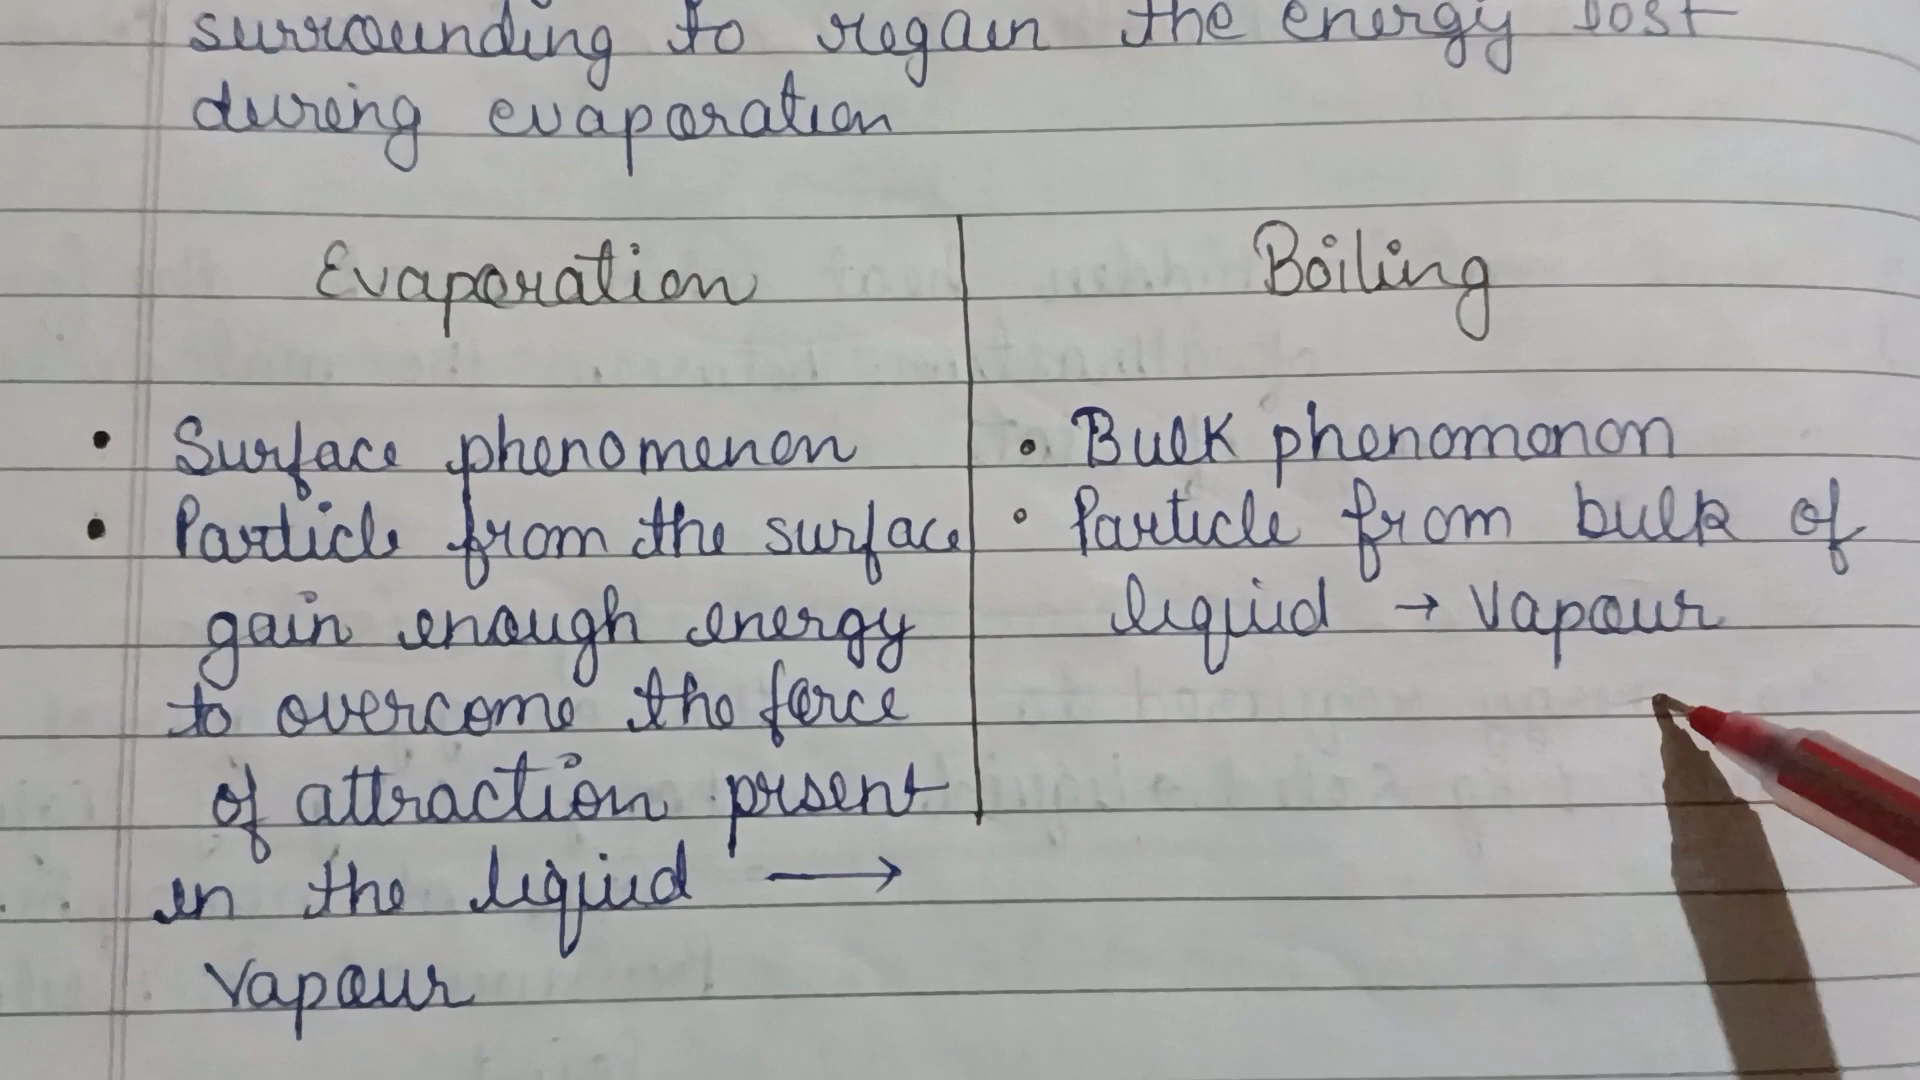 surrounding to regain the energy lost
during evaporation
Evaporation
Boiling
• Surface phenomenon
• Particle from the surface
gain enough energy
to overcome the force
of attraction prsent
in the liquid →
Vapour
• Bulk phenomonon
• Particle from bulk of
liquid → Vapour